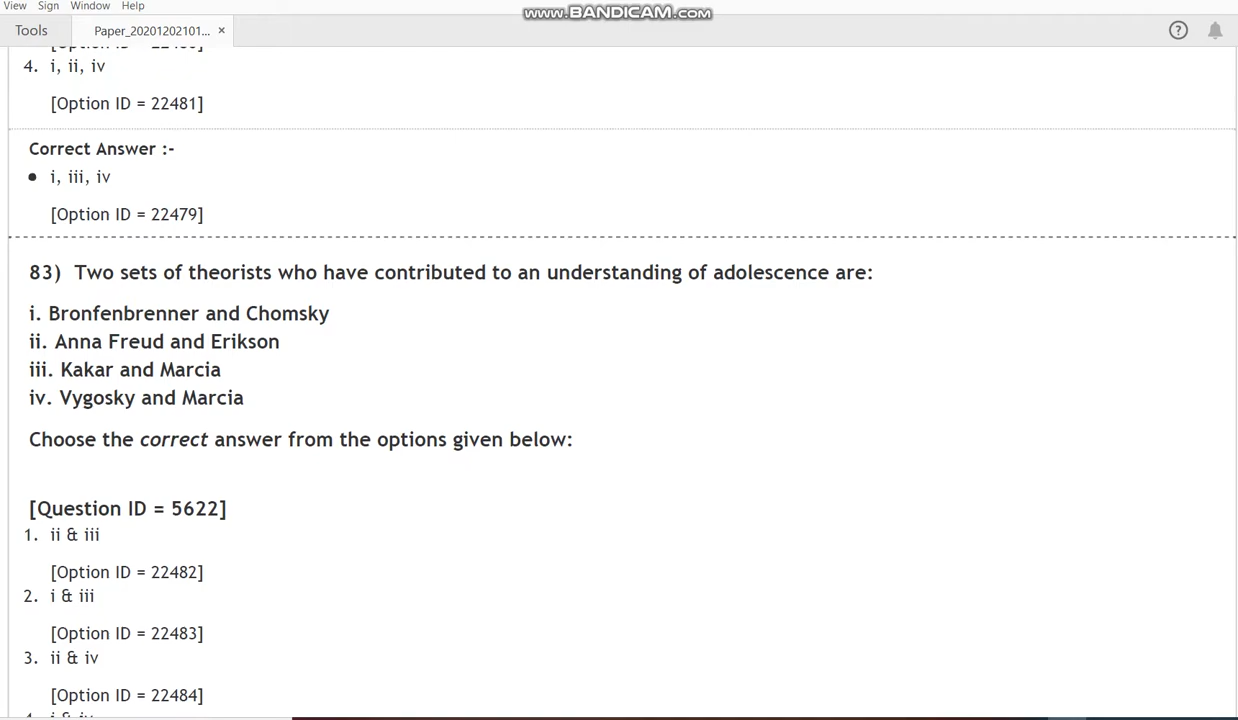 View Sign Window Help
www.BANDICAM.com
Tools Paper_20201202101... ×
4. i, ii, iv
[Option ID = 22481]
Correct Answer :-
• i, iii, iv
[Option ID = 22479]
83) Two sets of theorists who have contributed to an understanding of adolescence are:
i. Bronfenbrenner and Chomsky
ii. Anna Freud and Erikson
iii. Kakar and Marcia
iv. Vygosky and Marcia
Choose the correct answer from the options given below:
[Question ID = 5622]
1. ii & iii
[Option ID = 22482]
2. i & iii
[Option ID = 22483]
3. ii & iv
[Option ID = 22484]